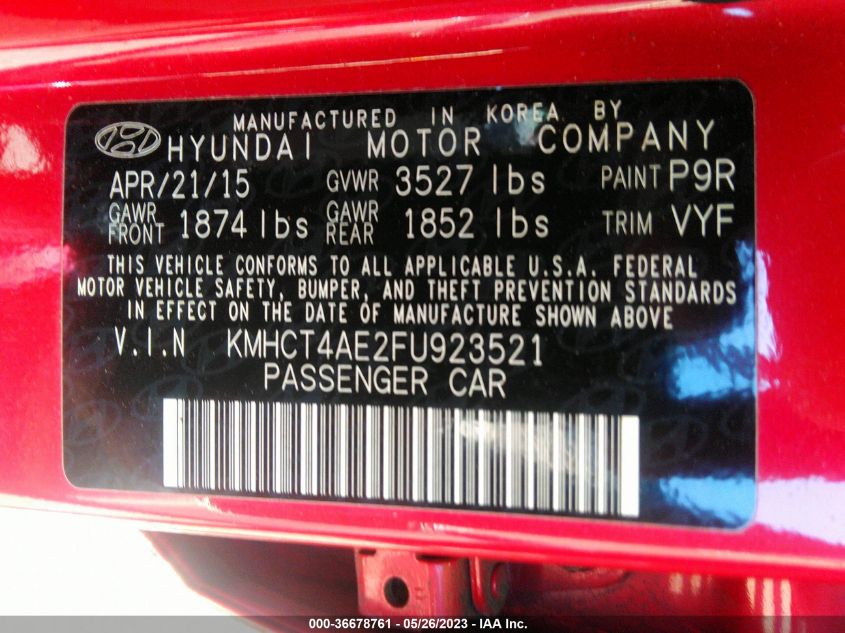 MANUFACTURED IN KOREA BY
HYUNDAI MOTOR COMPANY
APR/21/15 GVWR 3527 lbs PAINT P9R
GAWR FRONT 1874 lbs GAWR REAR 1852 lbs TRIM VYF
THIS VEHICLE CONFORMS TO ALL APPLICABLE U.S.A. FEDERAL
MOTOR VEHICLE SAFETY, BUMPER, AND THEFT PREVENTION STANDARDS
IN EFFECT ON THE DATE OF MANUFACTURE SHOWN ABOVE
V.I.N KMHCT4AE2FU923521
PASSENGER CAR
000-36678761 - 05/26/2023 - IAA Inc.